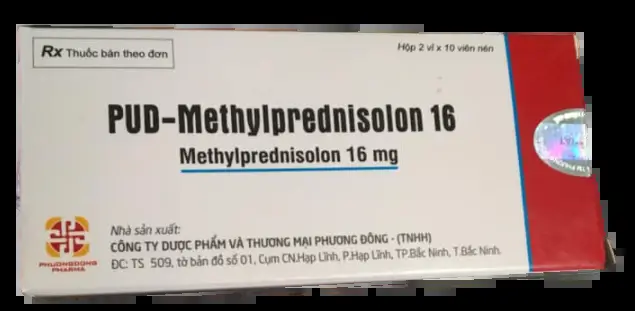 Rx Thuốc bán theo đơn
Hộp 2 vỉ x 10 viên nén
PUD-Methylprednisolon 16
Methylprednisolon 16 mg
Nhà sản xuất:
CÔNG TY DƯỢC PHẨM VÀ THƯƠNG MẠI PHƯƠNG ĐÔNG - (TNHH)
ĐC: TS 509, tờ bản đồ số 01, Cụm CN.Hạp Lĩnh, P.Hạp Lĩnh, TP.Bắc Ninh, T.Bắc Ninh.
PHUONGDONG
PHARMA